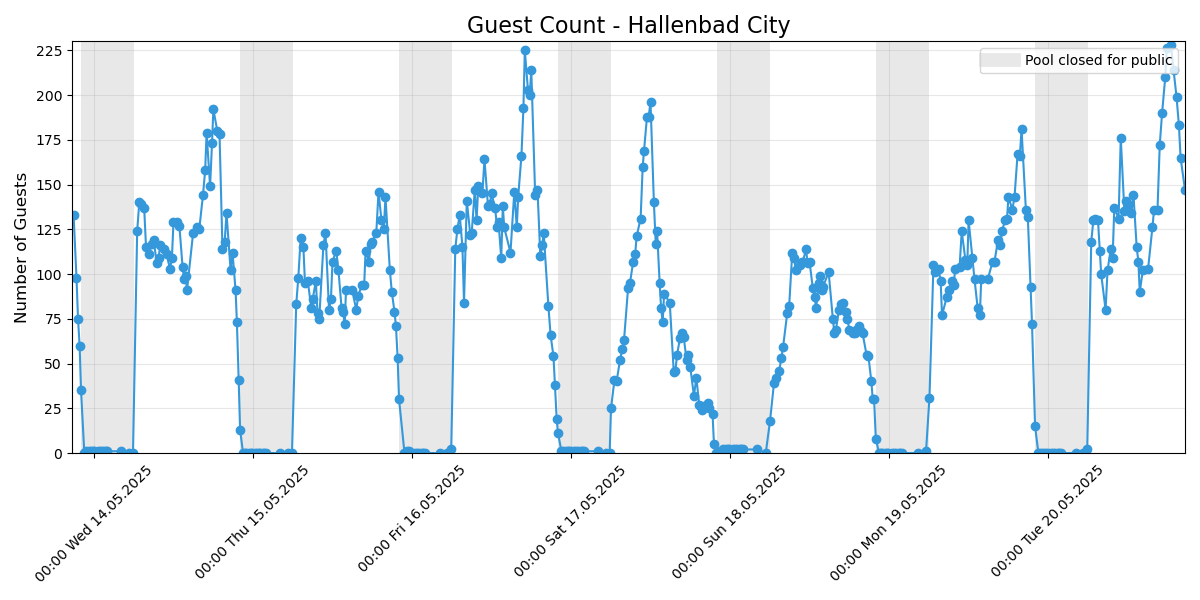 Guest Count - Hallenbad City
Pool closed for public
Number of Guests
225
200
175
150
125
100
75
50
25
0
00:00 Wed 14.05.2025
00:00 Thu 15.05.2025
00:00 Fri 16.05.2025
00:00 Sat 17.05.2025
00:00 Sun 18.05.2025
00:00 Mon 19.05.2025
00:00 Tue 20.05.2025